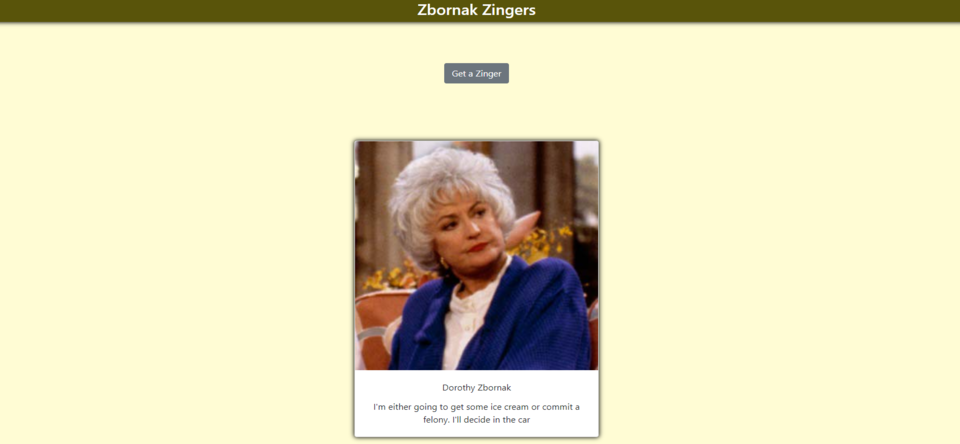 Zbornak Zingers
Get a Zinger
Dorothy Zbornak
I'm either going to get some ice cream or commit a
felony. I'll decide in the car